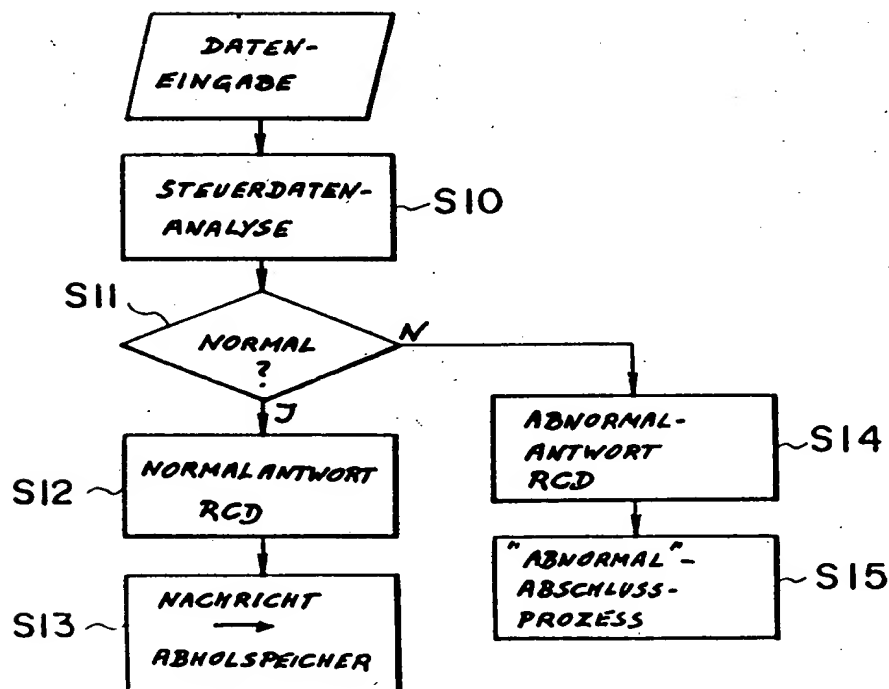 DATEN-
EINGABE
STEUERDATEN-
ANALYSE
S10
S11
NORMAL
?
N
J
NORMALANTWORT
RCD
S12
NACHRICHT
→
ABHOLSPEICHER
S13
ABNORMAL-
ANTWORT
RCD
S14
"ABNORMAL"-
ABSCHLUSS-
PROZESS
S15